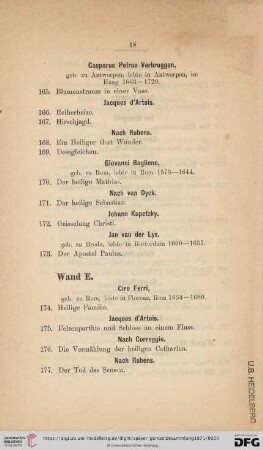 18
Casparus Petrus Verbruggen,
geb. zu Antwerpen, lebte in Antwerpen, im
Haag 1643—1720.
165. Blumenstrauss in einer Vase.
Jacques d'Artois.
166. Reiherbeize.
167. Hirschjagd.
Nach Rubens.
168. Ein Heiliger thut Wunder.
169. Dessgleichen.
Giovanni Baglione,
geb. zu Rom, lebte in Rom 1573—1644.
170. Der heilige Mathias.
Nach van Dyck.
171. Der heilige Sebastian.
Johann Kupetzky.
172. Geisselung Christi.
Jan van der Lys,
geb. zu Breda, lebte in Rotterdam 1600—1657.
173. Der Apostel Paulus.
Wand E.
Ciro Ferri,
geb. zu Rom, lebte in Florenz, Rom 1634—1689.
174. Heilige Familie.
Jacques d'Artois.
175. Felsenparthie und Schloss an einem Fluss.
Nach Correggio.
176. Die Vermählung der heiligen Catharina.
Nach Rubens.
177. Der Tod des Seneca.
U.B. HEIDELBERG
UNIVERSITÄTS-
BIBLIOTHEK
HEIDELBERG
DFG